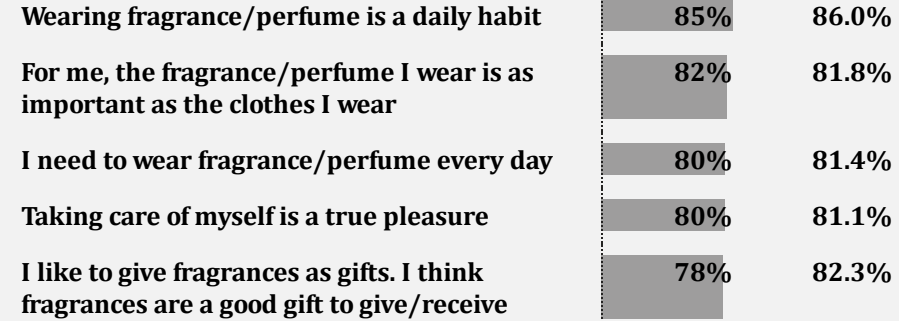 Wearing fragrance/perfume is a daily habit 85% 86.0%
For me, the fragrance/perfume I wear is as 82% 81.8%
important as the clothes I wear
I need to wear fragrance/perfume every day 80% 81.4%
Taking care of myself is a true pleasure 80% 81.1%
I like to give fragrances as gifts. I think 78% 82.3%
fragrances are a good gift to give/receive